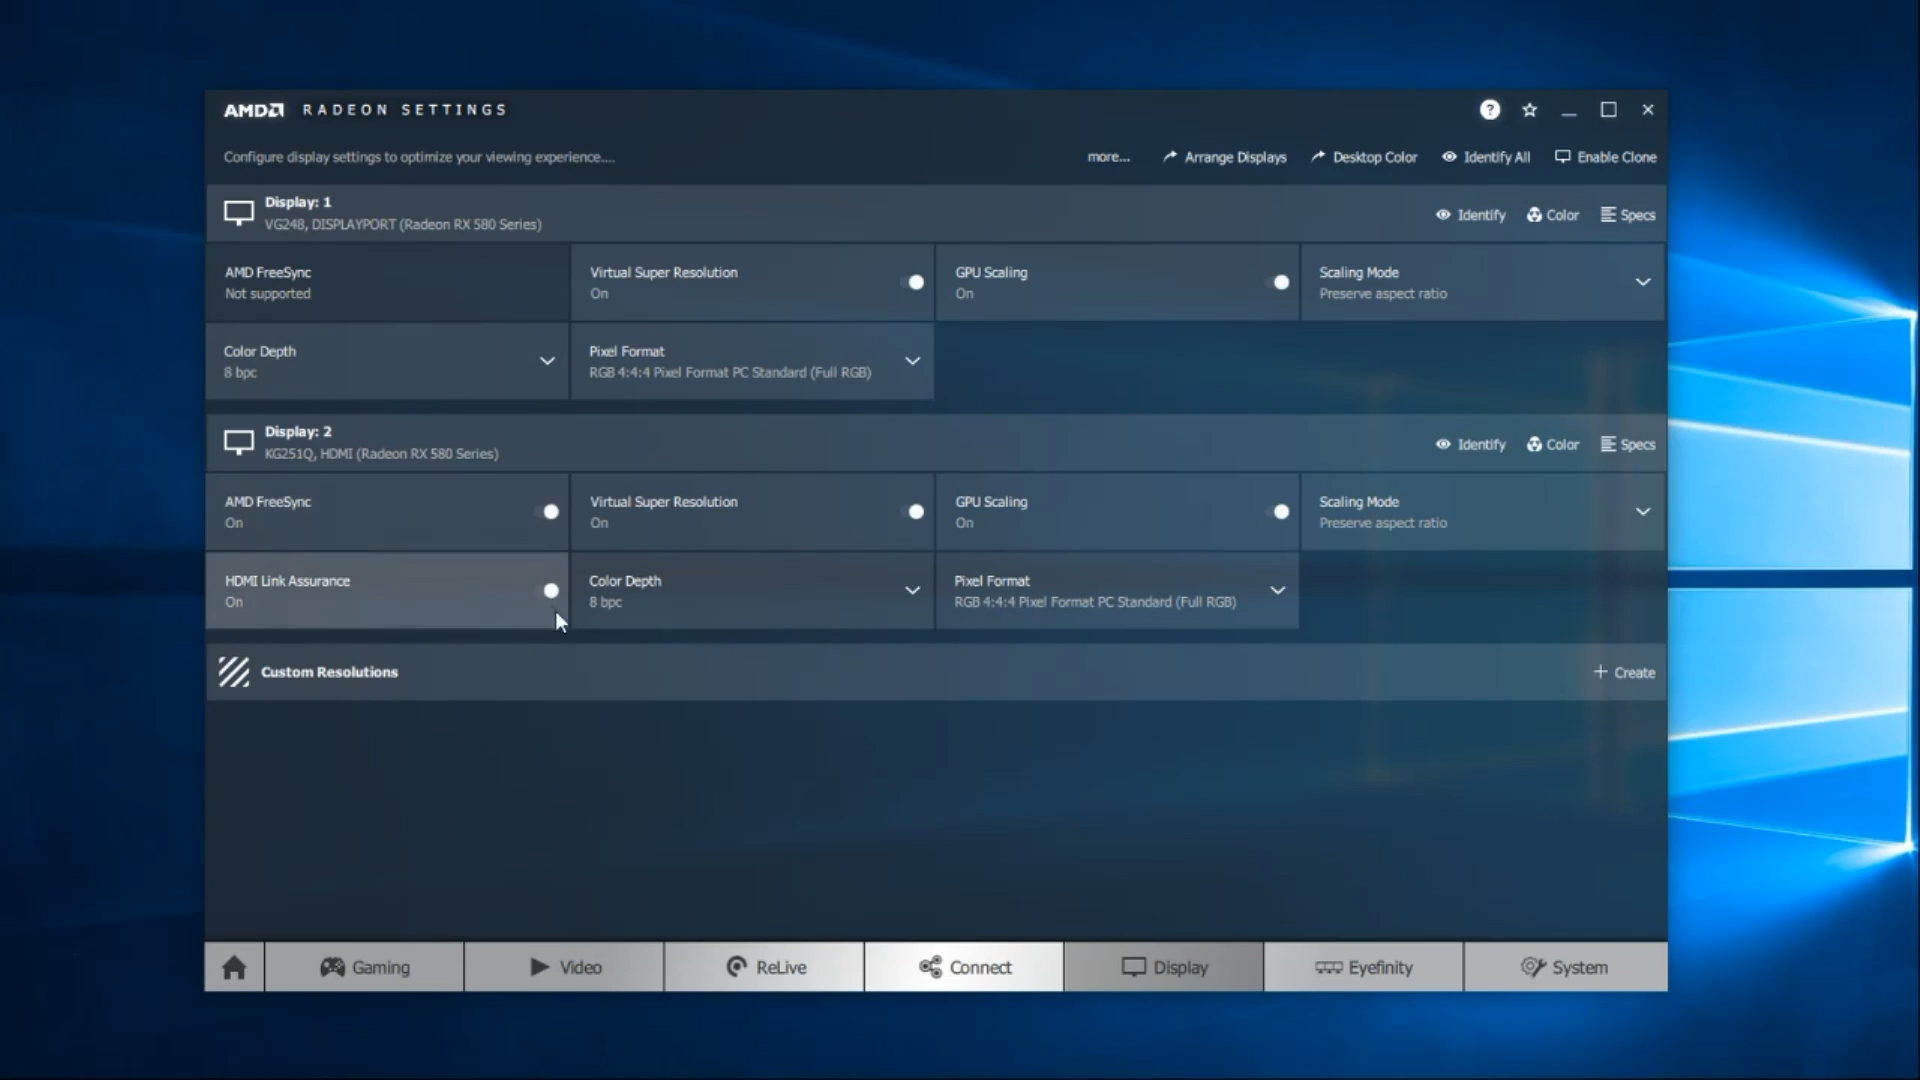 AMD RADEON SETTINGS
?
Configure display settings to optimize your viewing experience....
more... Arrange Displays Desktop Color Identify All Enable Clone
Display: 1
VG248, DISPLAYPORT (Radeon RX 580 Series)
Identify Color Specs
AMD FreeSync
Not supported
Virtual Super Resolution
On
GPU Scaling
On
Scaling Mode
Preserve aspect ratio
Color Depth
8 bpc
Pixel Format
RGB 4:4:4 Pixel Format PC Standard (Full RGB)
Display: 2
KG251Q, HDMI (Radeon RX 580 Series)
Identify Color Specs
AMD FreeSync
On
Virtual Super Resolution
On
GPU Scaling
On
Scaling Mode
Preserve aspect ratio
HDMI Link Assurance
On
Color Depth
8 bpc
Pixel Format
RGB 4:4:4 Pixel Format PC Standard (Full RGB)
Custom Resolutions
+ Create
Gaming Video ReLive Connect Display Eyefinity System